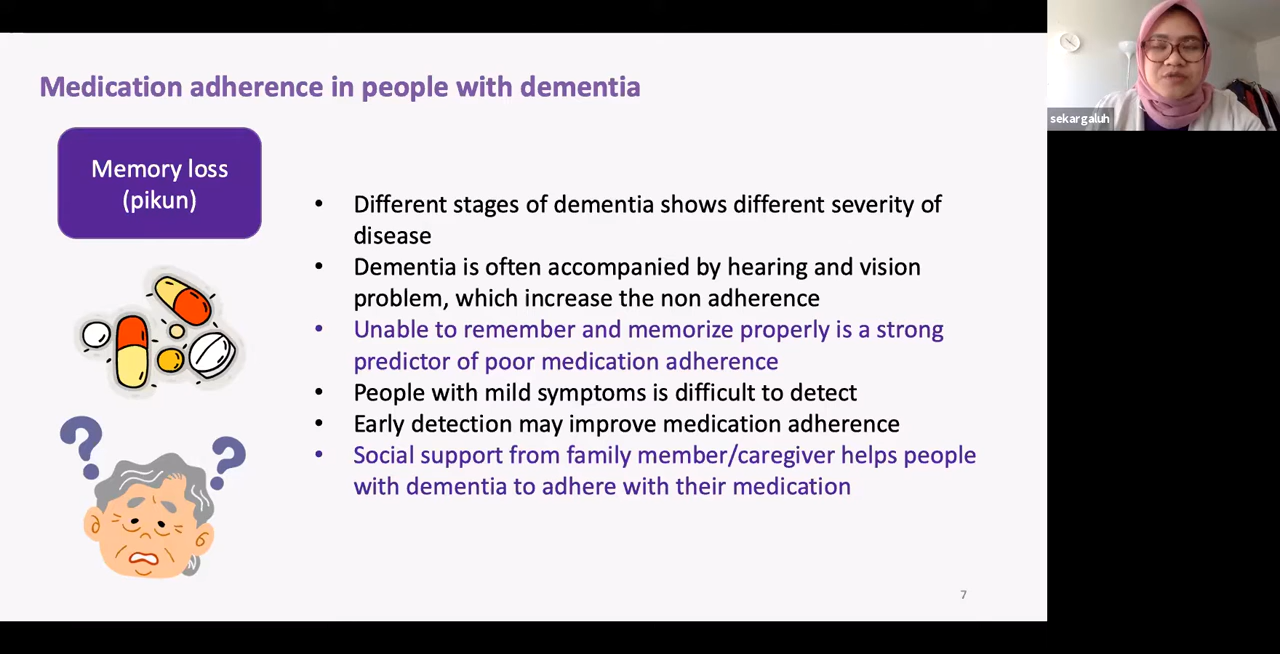 Medication adherence in people with dementia
Memory loss
(pikun)
• Different stages of dementia shows different severity of
disease
• Dementia is often accompanied by hearing and vision
problem, which increase the non adherence
• Unable to remember and memorize properly is a strong
predictor of poor medication adherence
• People with mild symptoms is difficult to detect
• Early detection may improve medication adherence
• Social support from family member/caregiver helps people
with dementia to adhere with their medication
? ?
7
sekargaluh